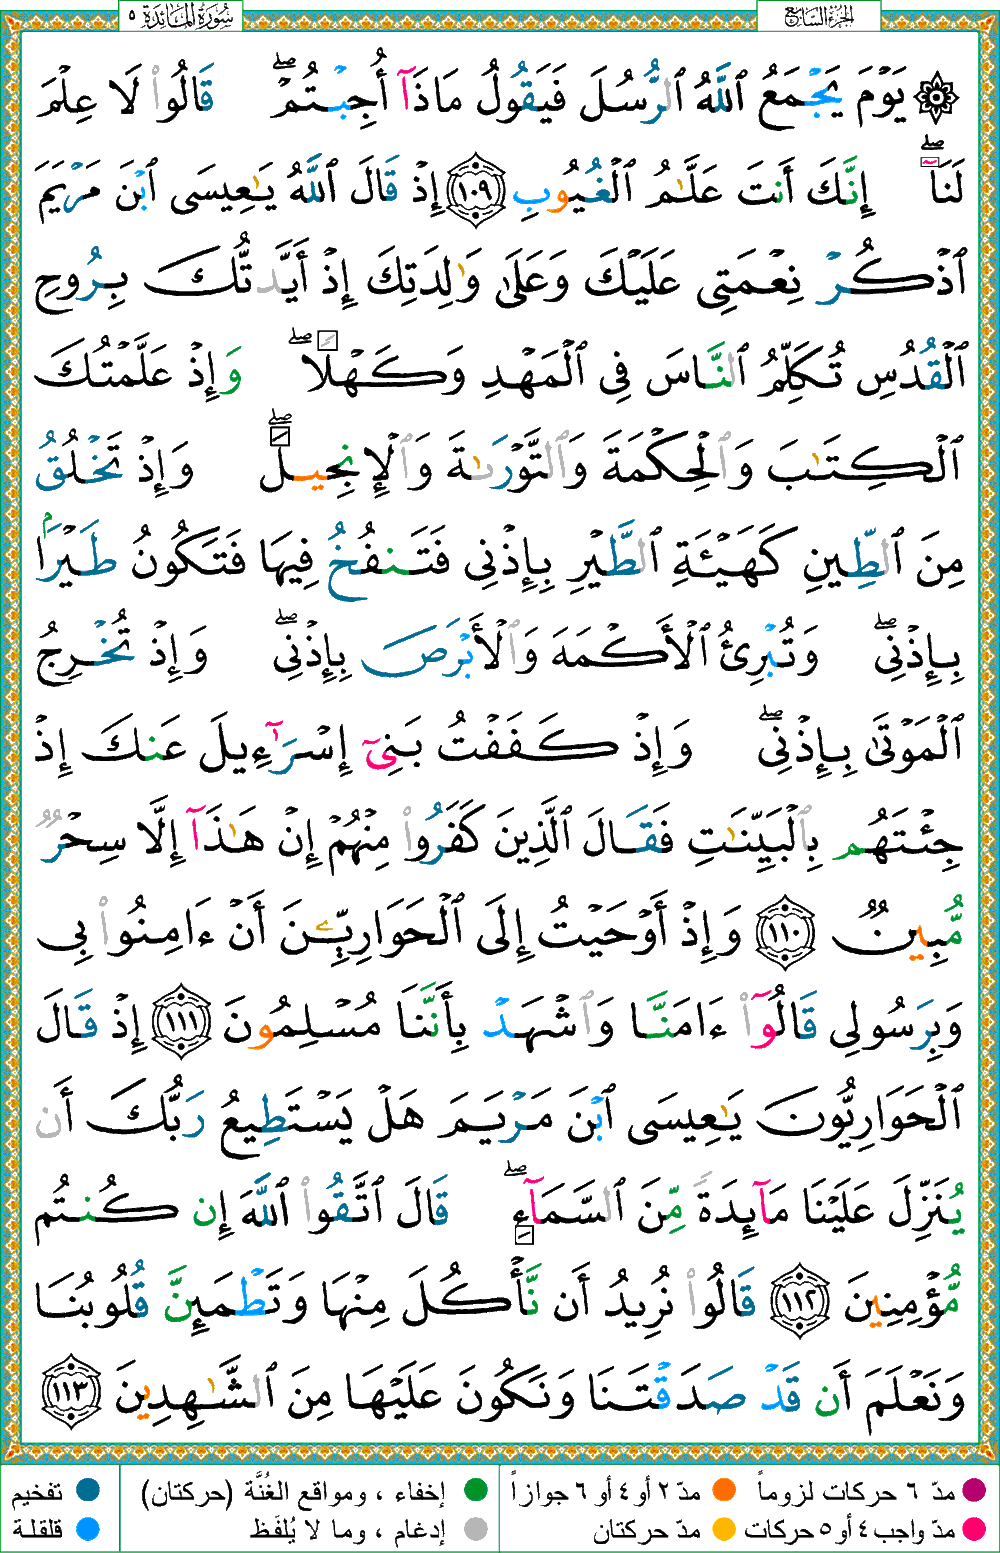 سُورَةُ المَائِدَة ٥
الجزء السابع
۞ يَوْمَ يَجْمَعُ ٱللَّهُ ٱلرُّسُلَ فَيَقُولُ مَاذَآ أُجِبْتُمْ ۖ قَالُوا۟ لَا عِلْمَ
لَنَآ ۖ إِنَّكَ أَنتَ عَلَّـٰمُ ٱلْغُيُوبِ ١٠٩ إِذْ قَالَ ٱللَّهُ يَـٰعِيسَى ٱبْنَ مَرْيَمَ
ٱذْكُرْ نِعْمَتِى عَلَيْكَ وَعَلَىٰ وَٰلِدَتِكَ إِذْ أَيَّدتُّكَ بِرُوحِ
ٱلْقُدُسِ تُكَلِّمُ ٱلنَّاسَ فِى ٱلْمَهْدِ وَكَهْلًا ۖ وَإِذْ عَلَّمْتُكَ
ٱلْكِتَـٰبَ وَٱلْحِكْمَةَ وَٱلتَّوْرَىٰةَ وَٱلْإِنجِيلَ ۖ وَإِذْ تَخْلُقُ
مِنَ ٱلطِّينِ كَهَيْـَٔةِ ٱلطَّيْرِ بِإِذْنِى فَتَنفُخُ فِيهَا فَتَكُونُ طَيْرًۢا
بِإِذْنِى ۖ وَتُبْرِئُ ٱلْأَكْمَهَ وَٱلْأَبْرَصَ بِإِذْنِى ۖ وَإِذْ تُخْرِجُ
ٱلْمَوْتَىٰ بِإِذْنِى ۖ وَإِذْ كَفَفْتُ بَنِىٓ إِسْرَٰٓءِيلَ عَنكَ إِذْ
جِئْتَهُم بِٱلْبَيِّنَـٰتِ فَقَالَ ٱلَّذِينَ كَفَرُوا۟ مِنْهُمْ إِنْ هَـٰذَآ إِلَّا سِحْرٌ
مُّبِينٌ ١١٠ وَإِذْ أَوْحَيْتُ إِلَى ٱلْحَوَارِيِّـۧنَ أَنْ ءَامِنُوا۟ بِى
وَبِرَسُولِى قَالُوٓا۟ ءَامَنَّا وَٱشْهَدْ بِأَنَّنَا مُسْلِمُونَ ١١١ إِذْ قَالَ
ٱلْحَوَارِيُّونَ يَـٰعِيسَى ٱبْنَ مَرْيَمَ هَلْ يَسْتَطِيعُ رَبُّكَ أَن
يُنَزِّلَ عَلَيْنَا مَآئِدَةً مِّنَ ٱلسَّمَآءِ ۖ قَالَ ٱتَّقُوا۟ ٱللَّهَ إِن كُنتُم
مُّؤْمِنِينَ ١١٢ قَالُوا۟ نُرِيدُ أَن نَّأْكُلَ مِنْهَا وَتَطْمَئِنَّ قُلُوبُنَا
وَنَعْلَمَ أَن قَدْ صَدَقْتَنَا وَنَكُونَ عَلَيْهَا مِنَ ٱلشَّـٰهِدِينَ ١١٣
مدّ ٦ حركات لزوماً مدّ ٢ أو ٤ أو ٦ جوازاً إخفاء ، ومواقع الغُنَّة (حركتان) تفخيم
مدّ واجب ٤ أو ٥ حركات مدّ حركتان إدغام ، وما لا يُلفَظ قلقلة